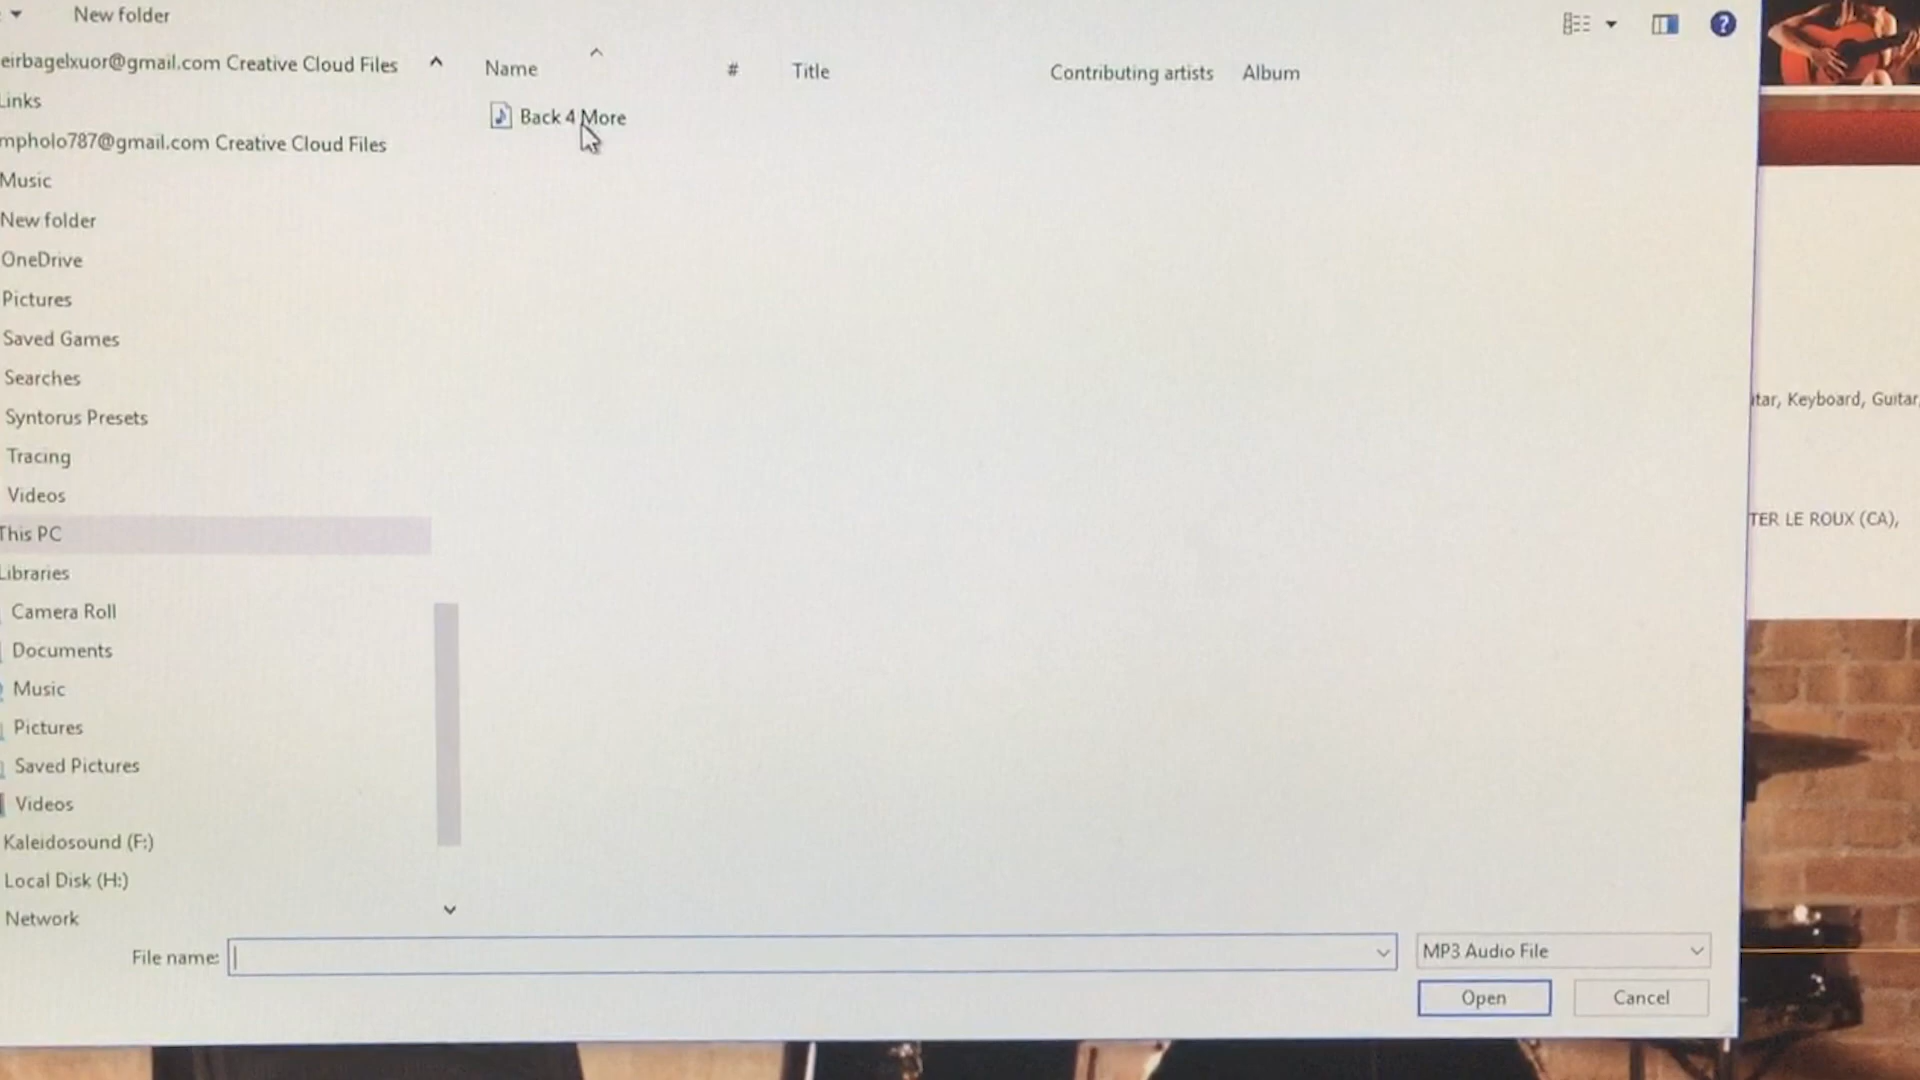 New folder
eirbagelxuor@gmail.com Creative Cloud Files
Links
mpholo787@gmail.com Creative Cloud Files
Music
New folder
OneDrive
Pictures
Saved Games
Searches
Syntorus Presets
Tracing
Videos
This PC
Libraries
Camera Roll
Documents
Music
Pictures
Saved Pictures
Videos
Kaleidosound (F:)
Local Disk (H:)
Network
Name # Title Contributing artists Album
Back 4 More
?
tar, Keyboard, Guitar,
TER LE ROUX (CA),
File name:
MP3 Audio File
Open Cancel